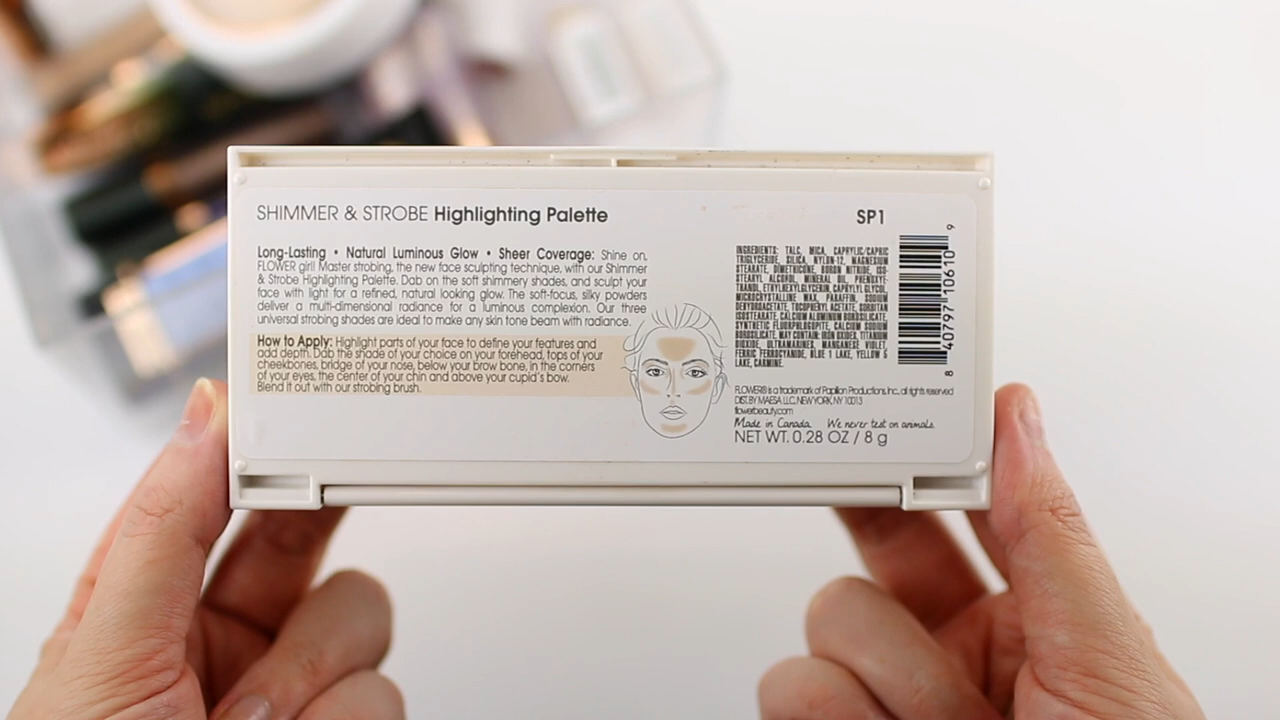 SHIMMER & STROBE Highlighting Palette
SP1
Long-Lasting • Natural Luminous Glow • Sheer Coverage: Shine on,
FLOWER girl! Master strobing, the new face sculpting technique, with our Shimmer
& Strobe Highlighting Palette. Dab on the soft shimmery shades, and sculpt your
face with light for a refined, natural looking glow. The soft-focus, silky powders
deliver a multi-dimensional radiance for a luminous complexion. Our three
universal strobing shades are ideal to make any skin tone beam with radiance.
How to Apply: Highlight parts of your face to define your features and
add depth. Dab the shade of your choice on your forehead, tops of your
cheekbones, bridge of your nose, below your brow bone, in the corners
of your eyes, the center of your chin and above your cupid's bow.
Blend it out with our strobing brush.
INGREDIENTS: TALC, MICA, CAPRYLIC/CAPRIC
TRIGLYCERIDE, SILICA, NYLON-12, MAGNESIUM
STEARATE, DIMETHICONE, BORON NITRIDE, ISO-
STEARYL ALCOHOL, MINERAL OIL, PHENOXYE-
THANOL, ETHYLHEXYLGLYCERIN, CAPRYLYL GLYCOL,
MICROCRYSTALLINE WAX, PARAFFIN, SODIUM
DEHYDROACETATE, TOCOPHERYL ACETATE, SORBITAN
ISOSTEARATE, CALCIUM ALUMINUM BOROSILICATE,
SYNTHETIC FLUORPHLOGOPITE, CALCIUM SODIUM
BOROSILICATE. MAY CONTAIN: IRON OXIDES, TITANIUM
DIOXIDE, ULTRAMARINES, MANGANESE VIOLET,
FERRIC FERROCYANIDE, BLUE 1 LAKE, YELLOW 5
LAKE, CARMINE.
8 40797 10610 9
FLOWER® is a trademark of Papillon Productions, Inc., all rights reserved
DIST. BY MAESA LLC. NEW YORK, NY 10013
flowerbeauty.com
Made in Canada. We never test on animals.
NET WT. 0.28 OZ / 8 g